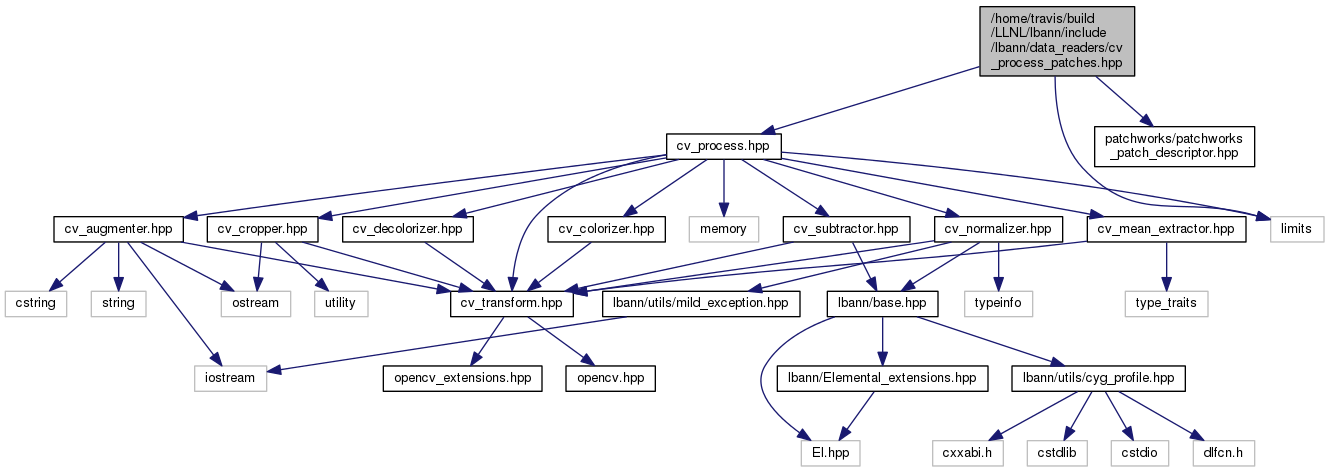 /home/travis/build
/LLNL/lbann/include
/lbann/data_readers/cv
_process_patches.hpp
cv_process.hpp
patchworks/patchworks
_patch_descriptor.hpp
cv_augmenter.hpp
cv_cropper.hpp
cv_decolorizer.hpp
cv_colorizer.hpp
memory
cv_subtractor.hpp
cv_normalizer.hpp
cv_mean_extractor.hpp
limits
cstring
string
ostream
utility
cv_transform.hpp
lbann/utils/mild_exception.hpp
lbann/base.hpp
typeinfo
type_traits
iostream
opencv_extensions.hpp
opencv.hpp
lbann/Elemental_extensions.hpp
lbann/utils/cyg_profile.hpp
El.hpp
cxxabi.h
cstdlib
cstdio
dlfcn.h